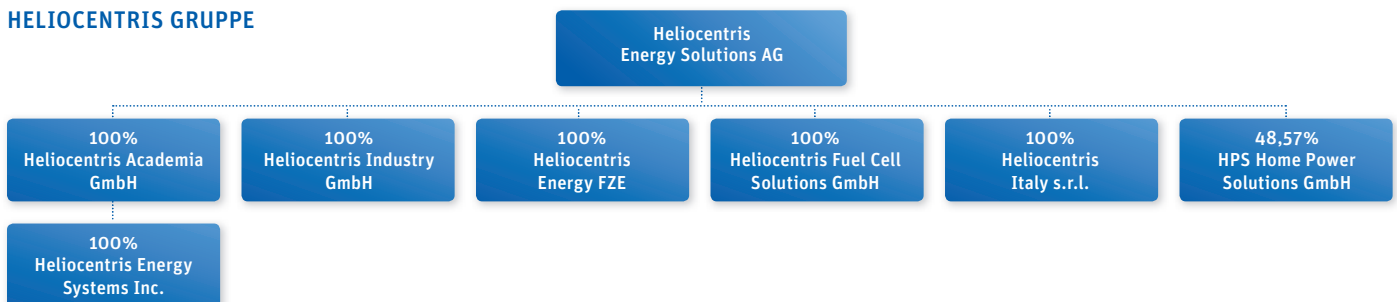 HELIOCENTRIS GRUPPE
Heliocentris
Energy Solutions AG
100%
Heliocentris Academia
GmbH
100%
Heliocentris Industry
GmbH
100%
Heliocentris
Energy FZE
100%
Heliocentris Fuel Cell
Solutions GmbH
100%
Heliocentris
Italy s.r.l.
48,57%
HPS Home Power
Solutions GmbH
100%
Heliocentris Energy
Systems Inc.